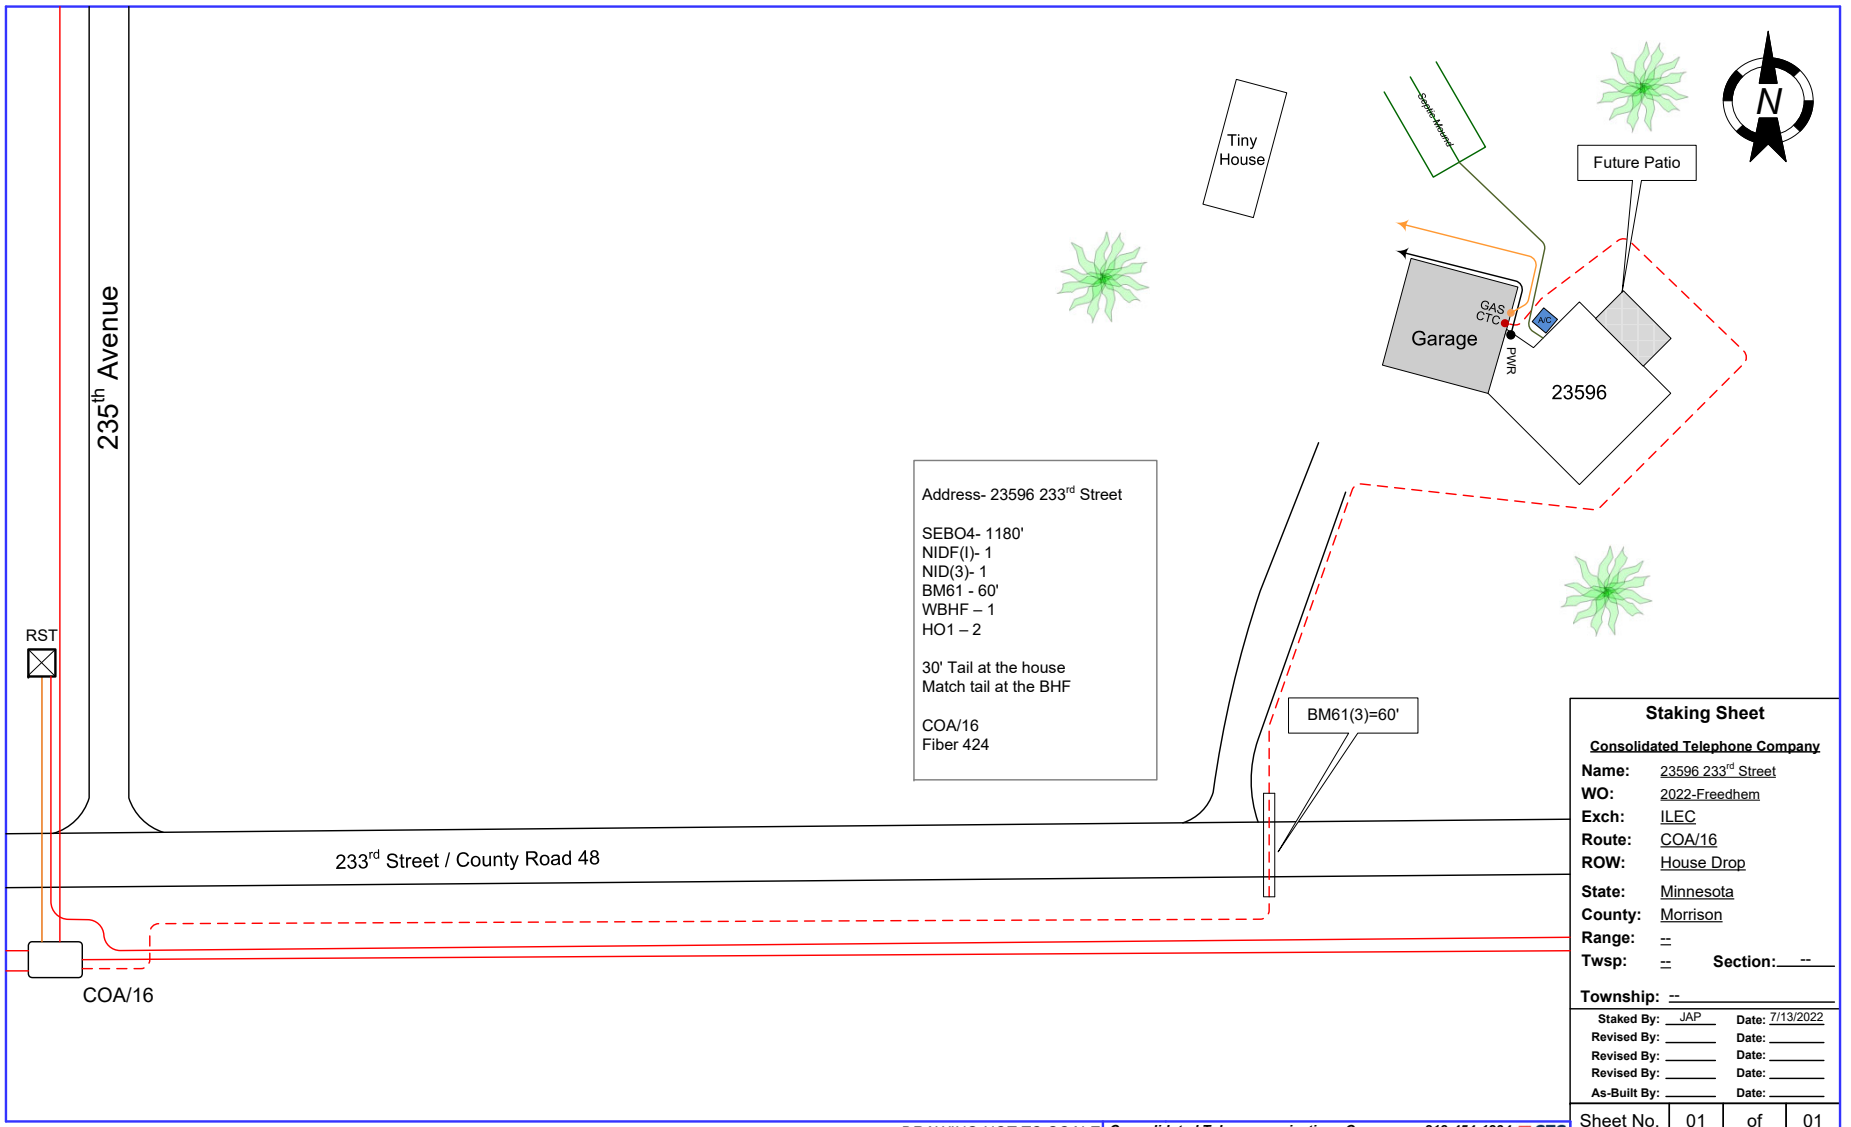 Tiny
House
Septic Mound
N
Future Patio
235th Avenue
GAS
CTC
A/C
Garage
PWR
23596
Address- 23596 233rd Street
SEBO4- 1180'
NIDF(I)- 1
NID(3)- 1
BM61 - 60'
WBHF – 1
HO1 – 2
30' Tail at the house
Match tail at the BHF
COA/16
Fiber 424
RST
BM61(3)=60'
233rd Street / County Road 48
COA/16
Staking Sheet
Consolidated Telephone Company
Name: 23596 233rd Street
WO: 2022-Freedhem
Exch: ILEC
Route: COA/16
ROW: House Drop
State: Minnesota
County: Morrison
Range: --
Twsp: -- Section: --
Township: --
Staked By: JAP Date: 7/13/2022
Revised By: Date:
Revised By: Date:
Revised By: Date:
As-Built By: Date:
Sheet No. 01 of 01